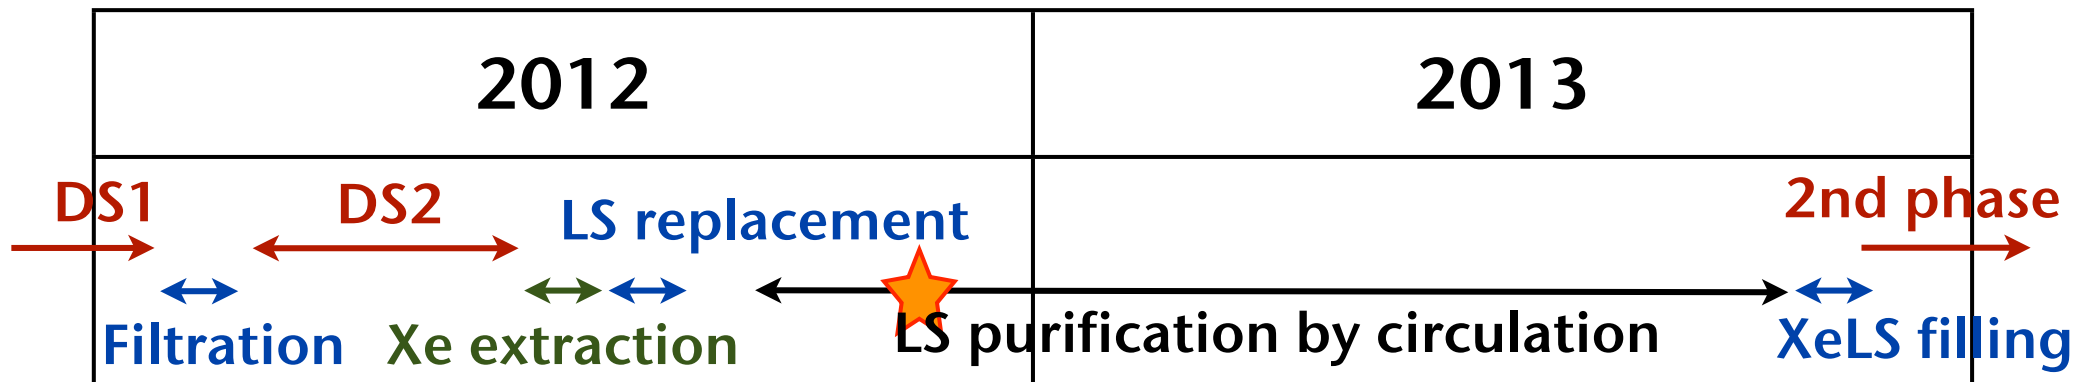 2012
2013
DS1
DS2
LS replacement
2nd phase
Filtration
Xe extraction
LS purification by circulation
XeLS filling